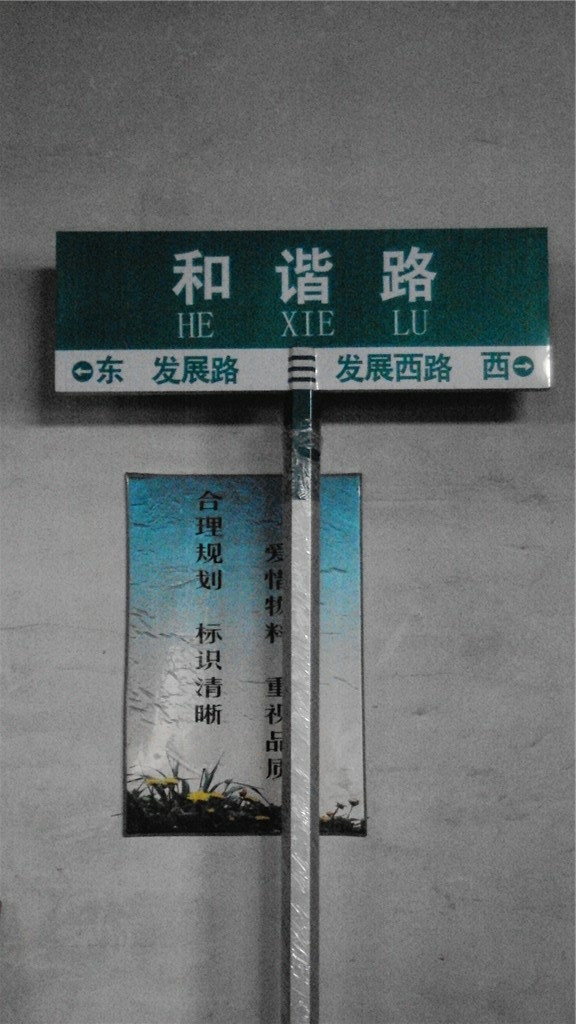 和谐路
HE XIE LU
←东 发展路 发展西路 西→
爱惜物料 重视品质
合理规划 标识清晰